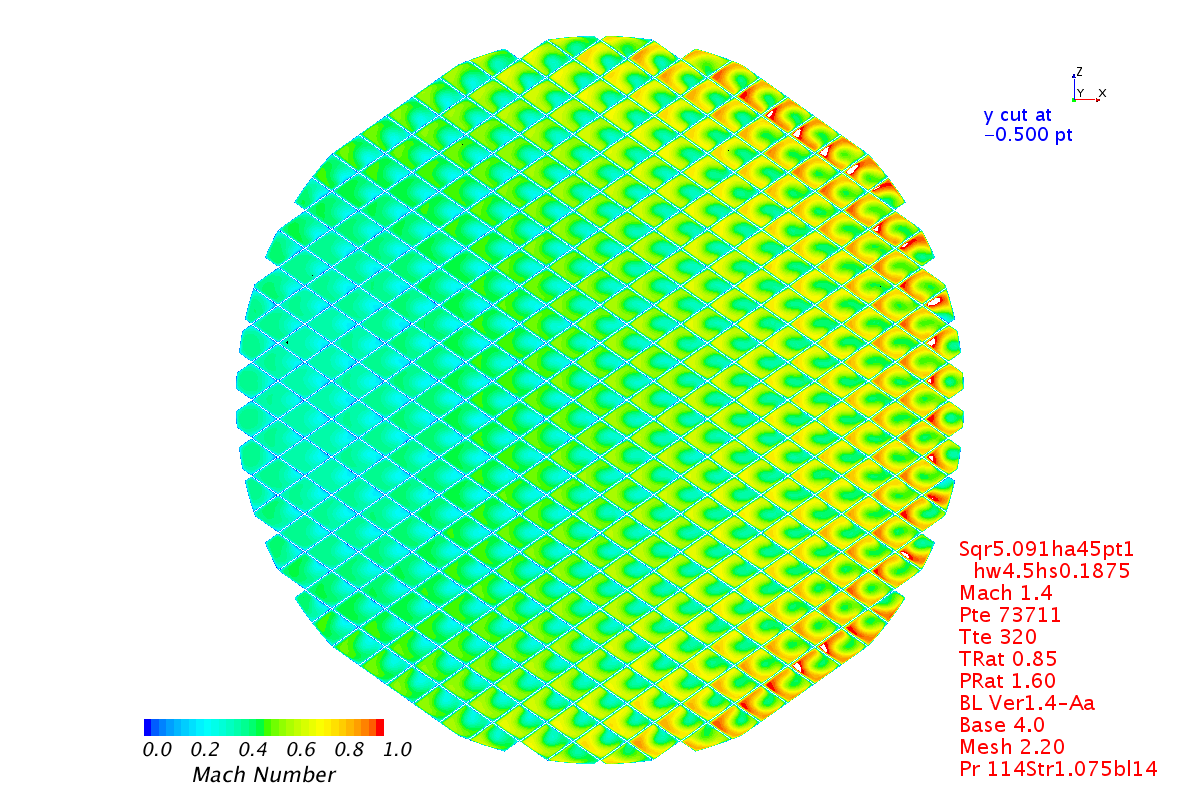 Z
Y X
y cut at
−0.500 pt
Sqr5.091ha45pt1
hw4.5hs0.1875
Mach 1.4
Pte 73711
Tte 320
TRat 0.85
PRat 1.60
BL Ver1.4−Aa
Base 4.0
Mesh 2.20
Pr 114Str1.075bl14
0.0 0.2 0.4 0.6 0.8 1.0
Mach Number